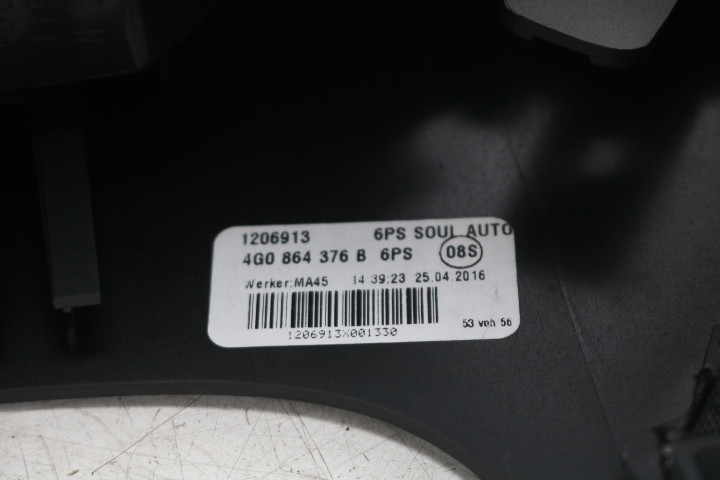 1206913 6PS SOUL AUTO
4G0 864 376 B 6PS 08S
Werker:MA45 14 39:23 25.04.2016
1206913X001330
53 von 56